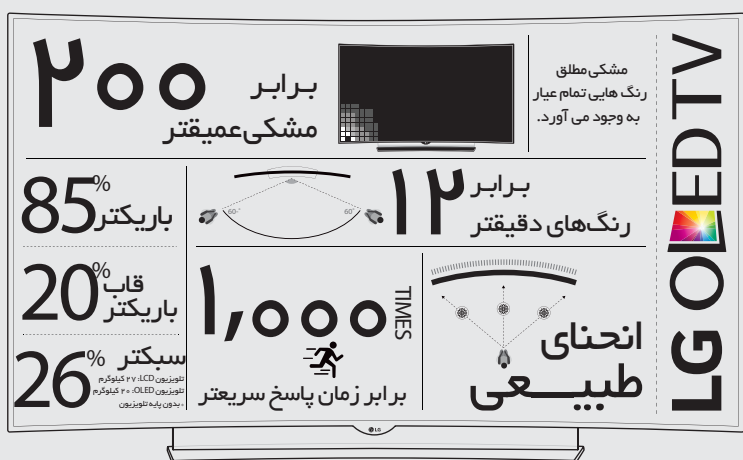 مشکی مطلق
رنگ هایی تمام عیار
به وجود می آورد.
۲۰۰ برابر
مشکی عمیقتر
LG OLED TV
۱۲ برابر
رنگ‌های دقیقتر
60°
60°
85%
باریکتر
20%
قاب
باریکتر
26%
سبکتر
تلویزیون LCD: ۲۷ کیلوگرم
تلویزیون OLED: ۲۰ کیلوگرم
، بدون پایه تلویزیون
۱,۰۰۰ TIMES
برابر زمان پاسخ سریعتر
انحنای
طبیـــعی
LG